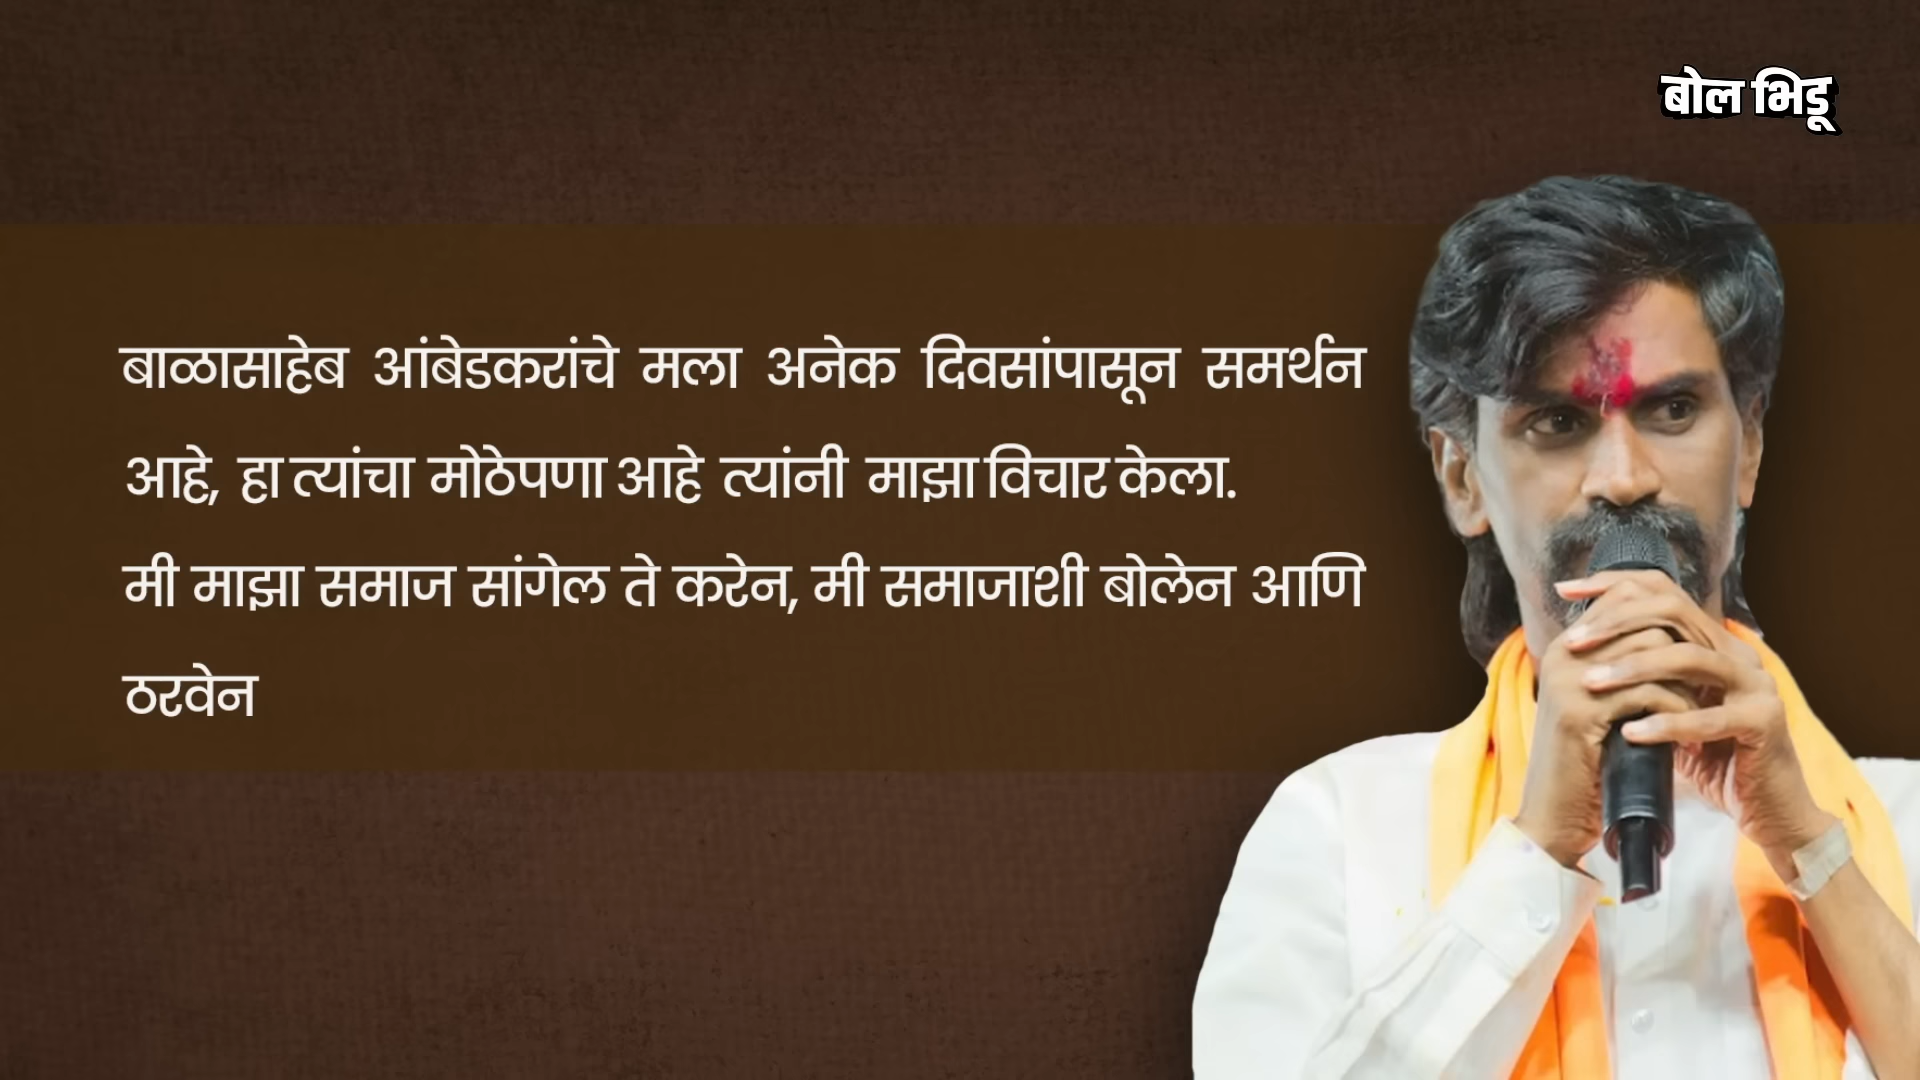 बोल भिडू
बाळासाहेब आंबेडकरांचे मला अनेक दिवसांपासून समर्थन
आहे, हा त्यांचा मोठेपणा आहे त्यांनी माझा विचार केला.
मी माझा समाज सांगेल ते करेन, मी समाजाशी बोलेन आणि
ठरवेन